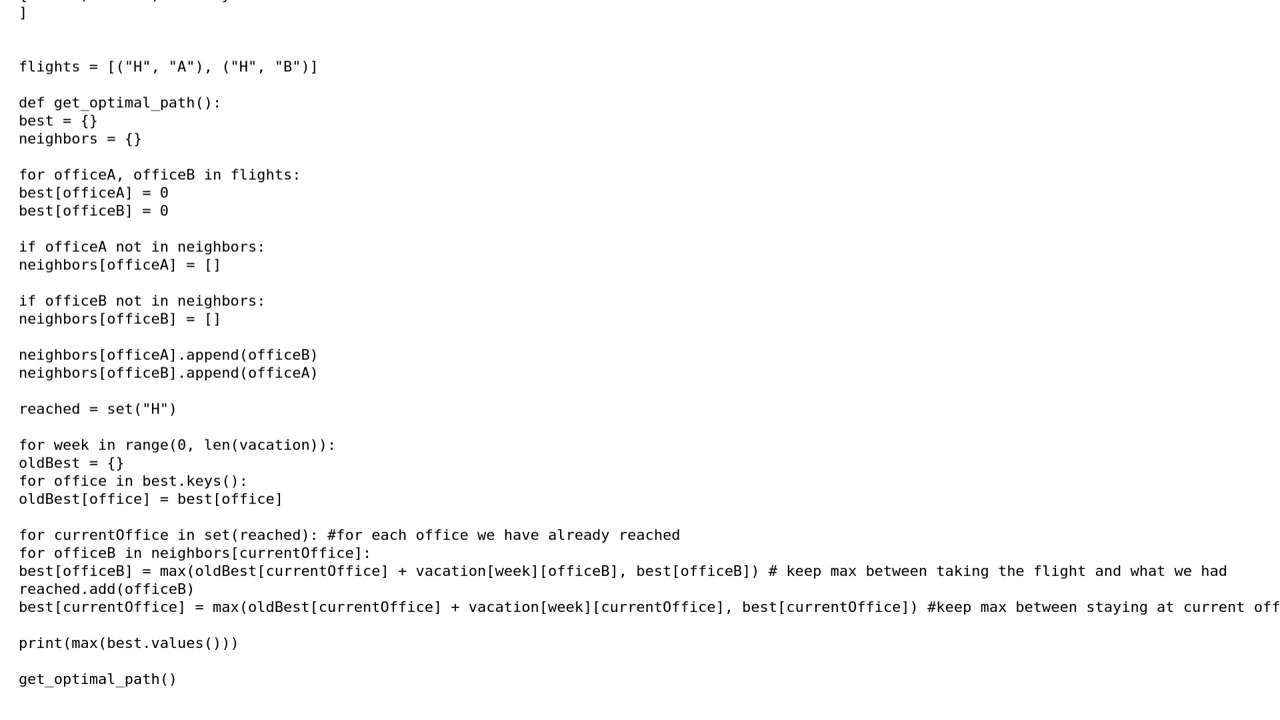 ]
flights = [("H", "A"), ("H", "B")]
def get_optimal_path():
best = {}
neighbors = {}
for officeA, officeB in flights:
best[officeA] = 0
best[officeB] = 0
if officeA not in neighbors:
neighbors[officeA] = []
if officeB not in neighbors:
neighbors[officeB] = []
neighbors[officeA].append(officeB)
neighbors[officeB].append(officeA)
reached = set("H")
for week in range(0, len(vacation)):
oldBest = {}
for office in best.keys():
oldBest[office] = best[office]
for currentOffice in set(reached): #for each office we have already reached
for officeB in neighbors[currentOffice]:
best[officeB] = max(oldBest[currentOffice] + vacation[week][officeB], best[officeB]) # keep max between taking the flight and what we had
reached.add(officeB)
best[currentOffice] = max(oldBest[currentOffice] + vacation[week][currentOffice], best[currentOffice]) #keep max between staying at current off
print(max(best.values()))
get_optimal_path()